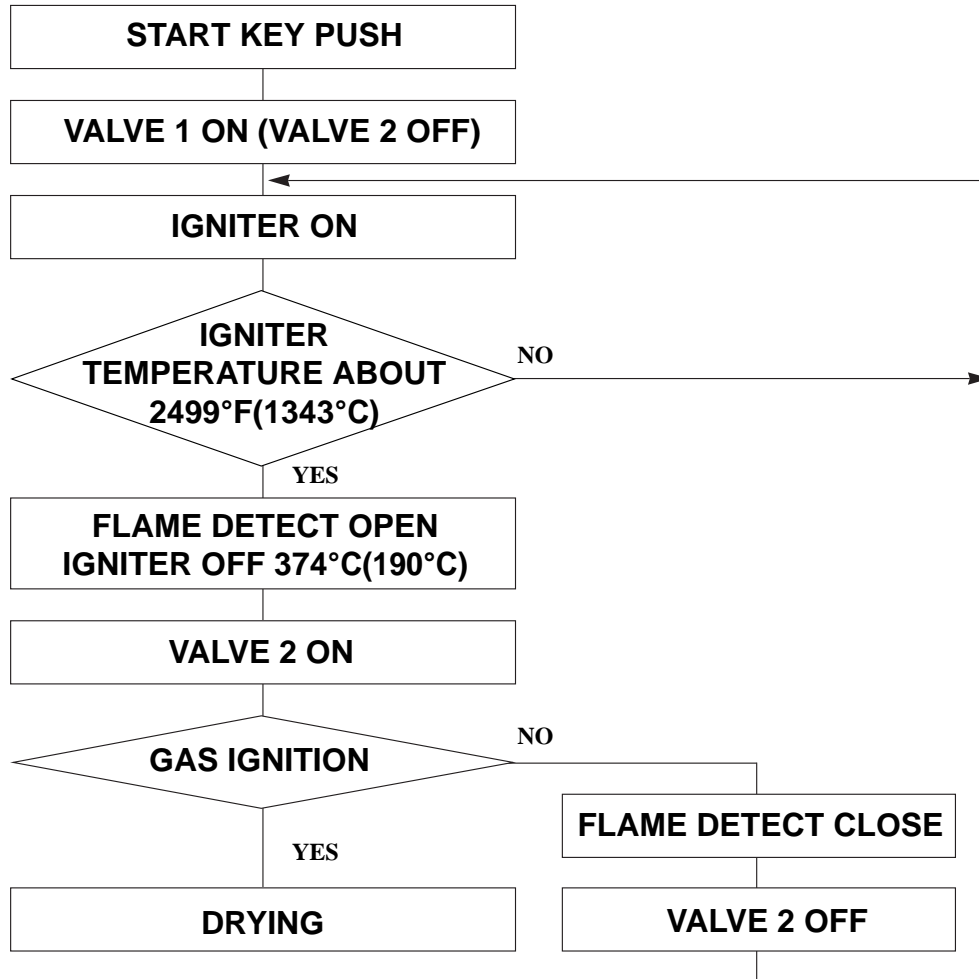 START KEY PUSH
VALVE 1 ON (VALVE 2 OFF)
IGNITER ON
IGNITER
TEMPERATURE ABOUT
2499°F(1343°C)
NO
YES
FLAME DETECT OPEN
IGNITER OFF 374°C(190°C)
VALVE 2 ON
GAS IGNITION
NO
FLAME DETECT CLOSE
YES
DRYING
VALVE 2 OFF